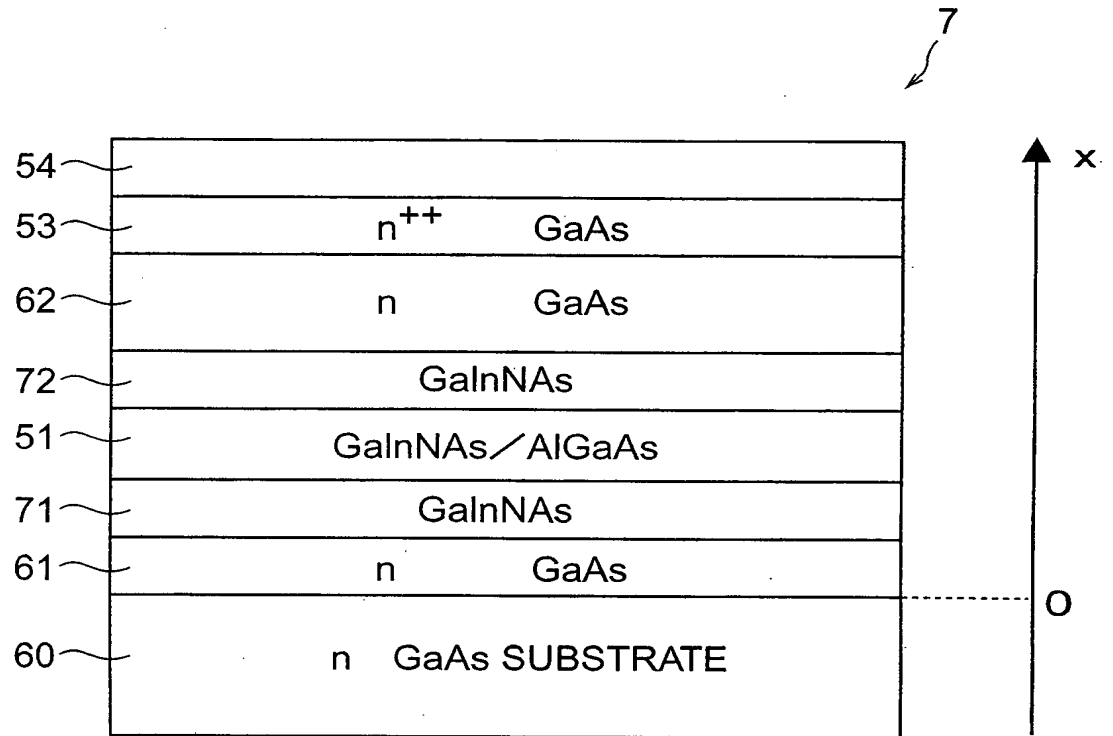 7
54
x
53 n++ GaAs
62 n GaAs
72 GaInNAs
51 GaInNAs/AlGaAs
71 GaInNAs
61 n GaAs
O
60 n GaAs SUBSTRATE